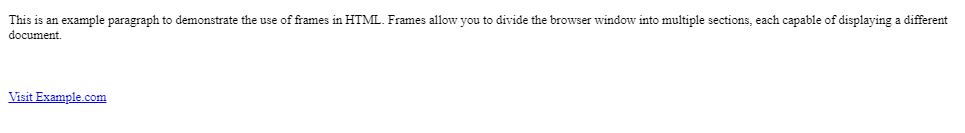 This is an example paragraph to demonstrate the use of frames in HTML. Frames allow you to divide the browser window into multiple sections, each capable of displaying a different
document.
Visit Example.com